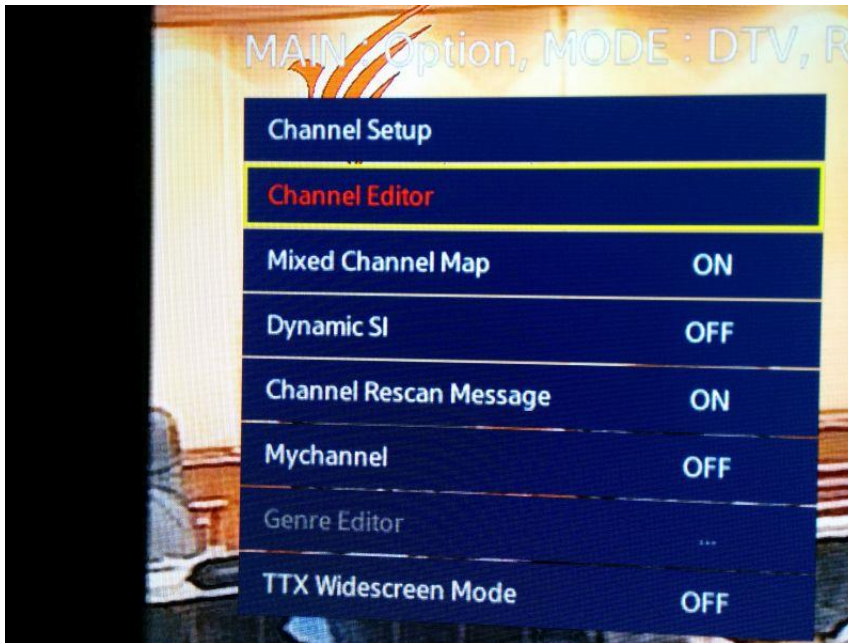 MAIN : Option, MODE : DTV, R
Channel Setup
Channel Editor
Mixed Channel Map ON
Dynamic SI OFF
Channel Rescan Message ON
Mychannel OFF
Genre Editor ...
TTX Widescreen Mode OFF